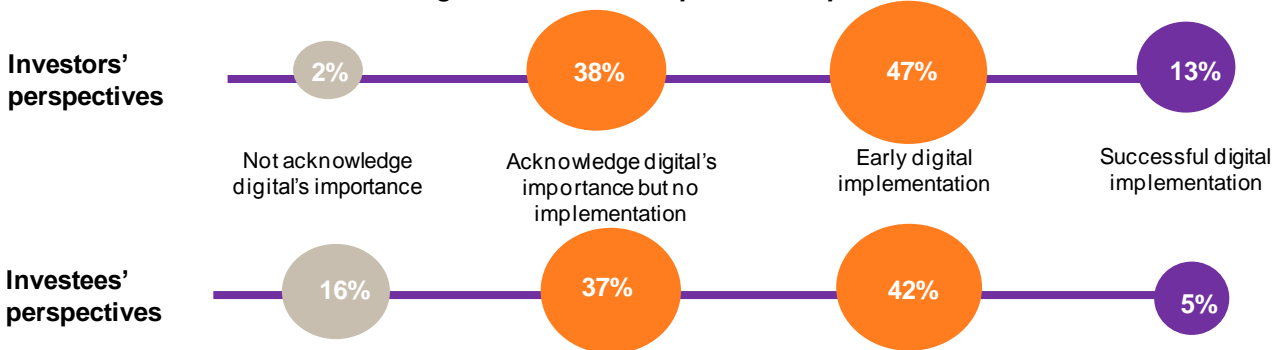 Investors’
perspectives
2%
38%
47%
13%
Not acknowledge
digital’s importance
Acknowledge digital’s
importance but no
implementation
Early digital
implementation
Successful digital
implementation
Investees’
perspectives
16%
37%
42%
5%